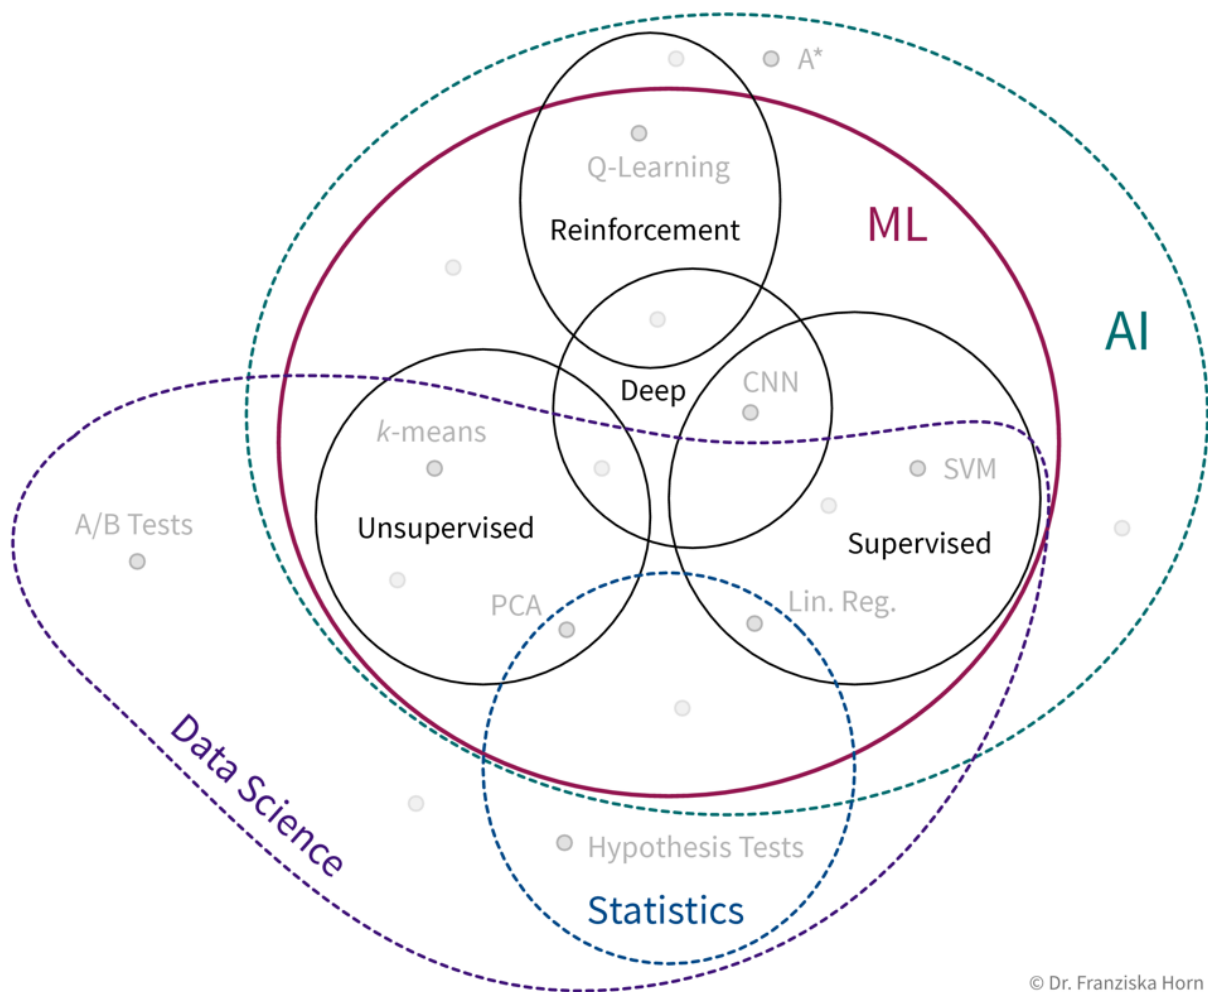 A*
Q-Learning
Reinforcement
ML
AI
Deep
CNN
k-means
SVM
A/B Tests
Unsupervised
Supervised
PCA
Lin. Reg.
Data Science
Hypothesis Tests
Statistics
© Dr. Franziska Horn